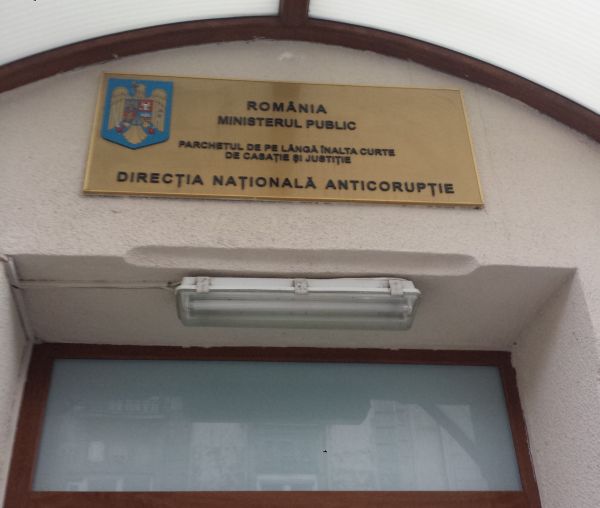 ROMÂNIA
MINISTERUL PUBLIC
PARCHETUL DE PE LÂNGĂ ÎNALTA CURTE
DE CASAȚIE ȘI JUSTIȚIE
DIRECȚIA NAȚIONALĂ ANTICORUPȚIE